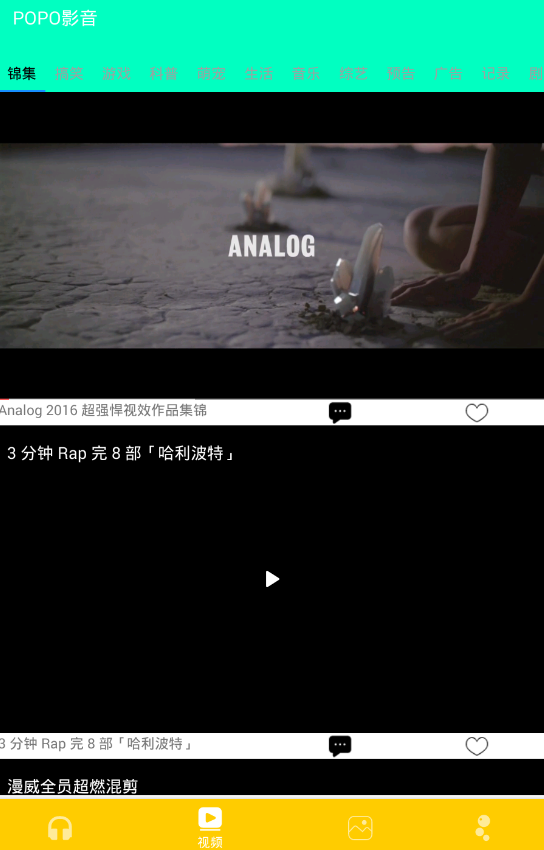 POPO影音
锦集 搞笑 游戏 科普 萌宠 生活 音乐 综艺 预告 广告 记录
ANALOG
Analog 2016 超强悍视效作品集锦
3 分钟 Rap 完 8 部「哈利波特」
3 分钟 Rap 完 8 部「哈利波特」
漫威全员超燃混剪
视频